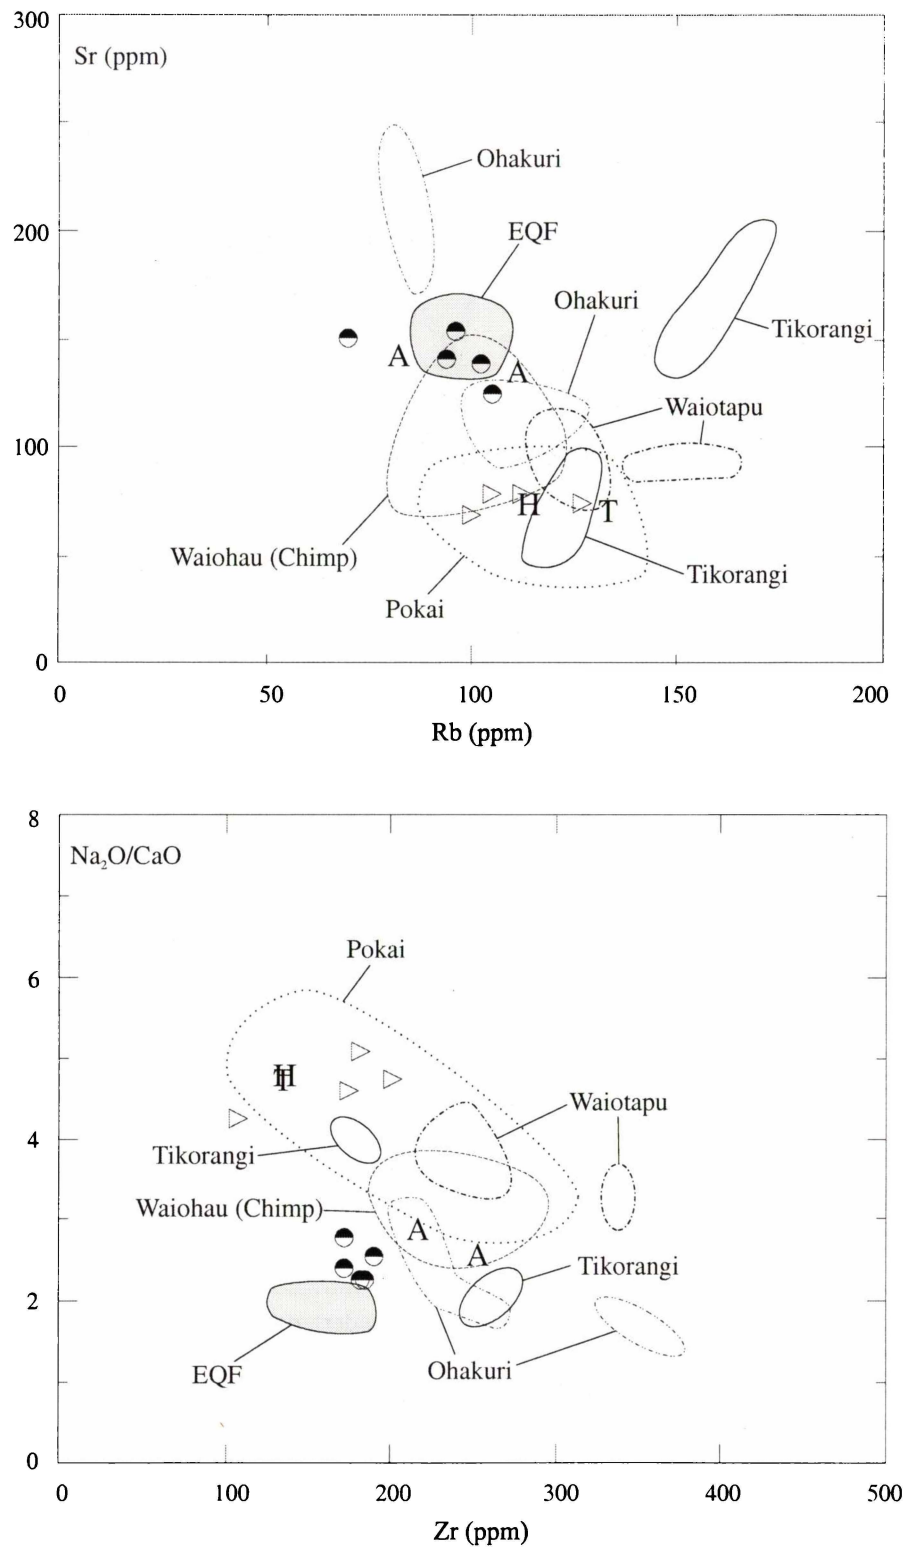 300
Sr (ppm)
Ohakuri
200
EQF
Ohakuri
Tikorangi
A
A
Waiotapu
100
H
T
Waiohau (Chimp)
Tikorangi
Pokai
0
0 50 100 150 200
Rb (ppm)
8
Na₂O/CaO
Pokai
6
H
T
Waiotapu
4
Tikorangi
Waiohau (Chimp)
A
A
Tikorangi
2
EQF
Ohakuri
0
0 100 200 300 400 500
Zr (ppm)